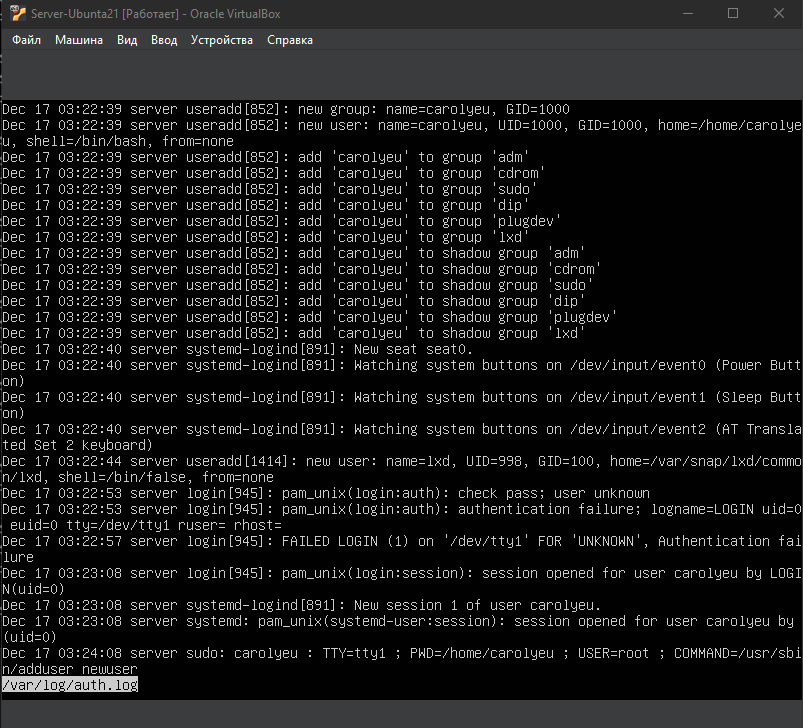 Server-Ubunta21 [Работает] - Oracle VirtualBox
Файл Машина Вид Ввод Устройства Справка
Dec 17 03:22:39 server useradd[852]: new group: name=carolyeu, GID=1000
Dec 17 03:22:39 server useradd[852]: new user: name=carolyeu, UID=1000, GID=1000, home=/home/carolye
u, shell=/bin/bash, from=none
Dec 17 03:22:39 server useradd[852]: add 'carolyeu' to group 'adm'
Dec 17 03:22:39 server useradd[852]: add 'carolyeu' to group 'cdrom'
Dec 17 03:22:39 server useradd[852]: add 'carolyeu' to group 'sudo'
Dec 17 03:22:39 server useradd[852]: add 'carolyeu' to group 'dip'
Dec 17 03:22:39 server useradd[852]: add 'carolyeu' to group 'plugdev'
Dec 17 03:22:39 server useradd[852]: add 'carolyeu' to group 'lxd'
Dec 17 03:22:39 server useradd[852]: add 'carolyeu' to shadow group 'adm'
Dec 17 03:22:39 server useradd[852]: add 'carolyeu' to shadow group 'cdrom'
Dec 17 03:22:39 server useradd[852]: add 'carolyeu' to shadow group 'sudo'
Dec 17 03:22:39 server useradd[852]: add 'carolyeu' to shadow group 'dip'
Dec 17 03:22:39 server useradd[852]: add 'carolyeu' to shadow group 'plugdev'
Dec 17 03:22:39 server useradd[852]: add 'carolyeu' to shadow group 'lxd'
Dec 17 03:22:40 server systemd-logind[891]: New seat seat0.
Dec 17 03:22:40 server systemd-logind[891]: Watching system buttons on /dev/input/event0 (Power Butt
on)
Dec 17 03:22:40 server systemd-logind[891]: Watching system buttons on /dev/input/event1 (Sleep Butt
on)
Dec 17 03:22:40 server systemd-logind[891]: Watching system buttons on /dev/input/event2 (AT Transla
ted Set 2 keyboard)
Dec 17 03:22:44 server useradd[1414]: new user: name=lxd, UID=998, GID=100, home=/var/snap/lxd/commo
n/lxd, shell=/bin/false, from=none
Dec 17 03:22:53 server login[945]: pam_unix(login:auth): check pass; user unknown
Dec 17 03:22:53 server login[945]: pam_unix(login:auth): authentication failure; logname=LOGIN uid=0
 euid=0 tty=/dev/tty1 ruser= rhost=
Dec 17 03:22:57 server login[945]: FAILED LOGIN (1) on '/dev/tty1' FOR 'UNKNOWN', Authentication fai
lure
Dec 17 03:23:08 server login[945]: pam_unix(login:session): session opened for user carolyeu by LOGI
N(uid=0)
Dec 17 03:23:08 server systemd-logind[891]: New session 1 of user carolyeu.
Dec 17 03:23:08 server systemd: pam_unix(systemd-user:session): session opened for user carolyeu by
(uid=0)
Dec 17 03:24:08 server sudo: carolyeu : TTY=tty1 ; PWD=/home/carolyeu ; USER=root ; COMMAND=/usr/sbi
n/adduser newuser
/var/log/auth.log